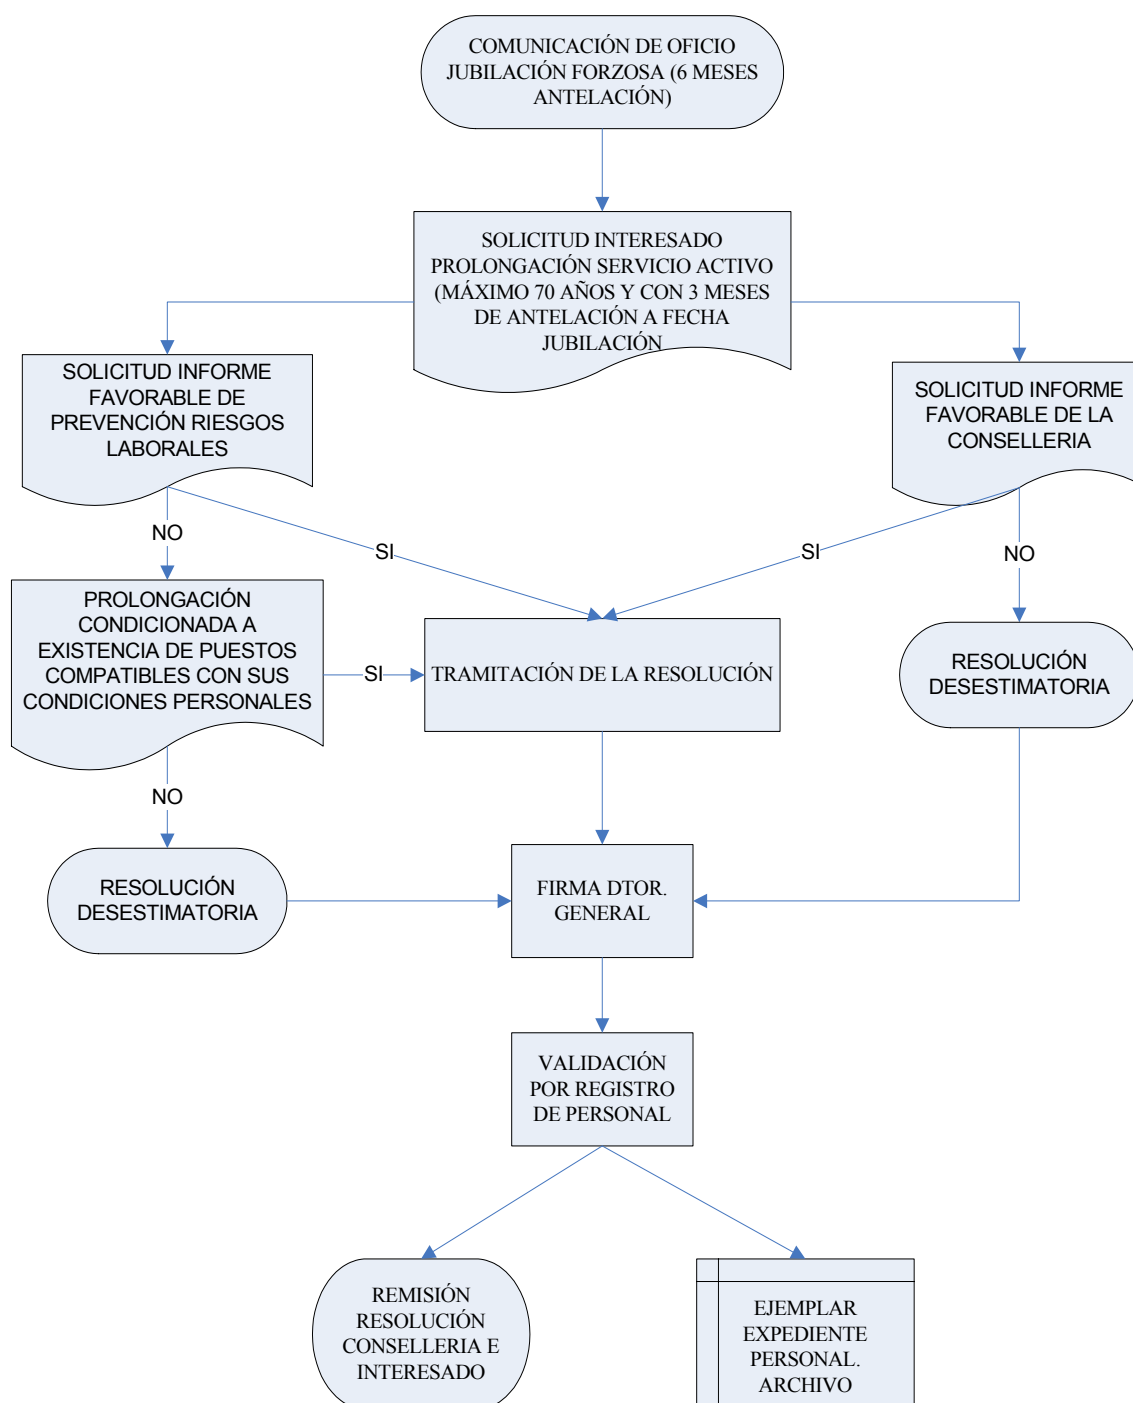 COMUNICACIÓN DE OFICIO
JUBILACIÓN FORZOSA (6 MESES
ANTELACIÓN)
SOLICITUD INTERESADO
PROLONGACIÓN SERVICIO ACTIVO
(MÁXIMO 70 AÑOS Y CON 3 MESES
DE ANTELACIÓN A FECHA
JUBILACIÓN
SOLICITUD INFORME
FAVORABLE DE
PREVENCIÓN RIESGOS
LABORALES
SOLICITUD INFORME
FAVORABLE DE LA
CONSELLERIA
NO
SI
SI
NO
PROLONGACIÓN
CONDICIONADA A
EXISTENCIA DE PUESTOS
COMPATIBLES CON SUS
CONDICIONES PERSONALES
SI
TRAMITACIÓN DE LA RESOLUCIÓN
RESOLUCIÓN
DESESTIMATORIA
NO
RESOLUCIÓN
DESESTIMATORIA
FIRMA DTOR.
GENERAL
VALIDACIÓN
POR REGISTRO
DE PERSONAL
REMISIÓN
RESOLUCIÓN
CONSELLERIA E
INTERESADO
EJEMPLAR
EXPEDIENTE
PERSONAL.
ARCHIVO